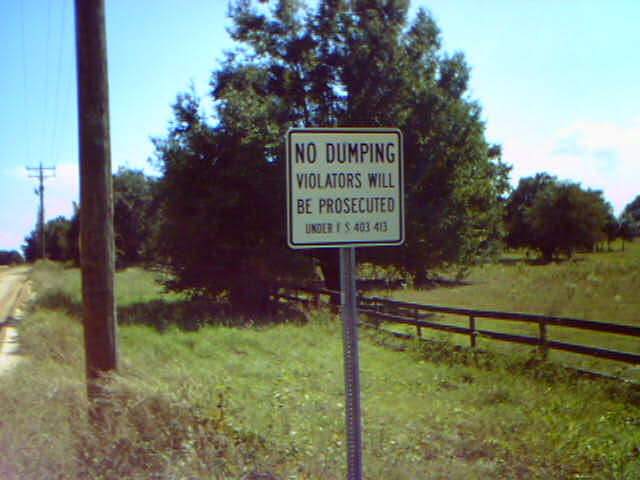 NO DUMPING
VIOLATORS WILL
BE PROSECUTED
UNDER F.S. 403 413